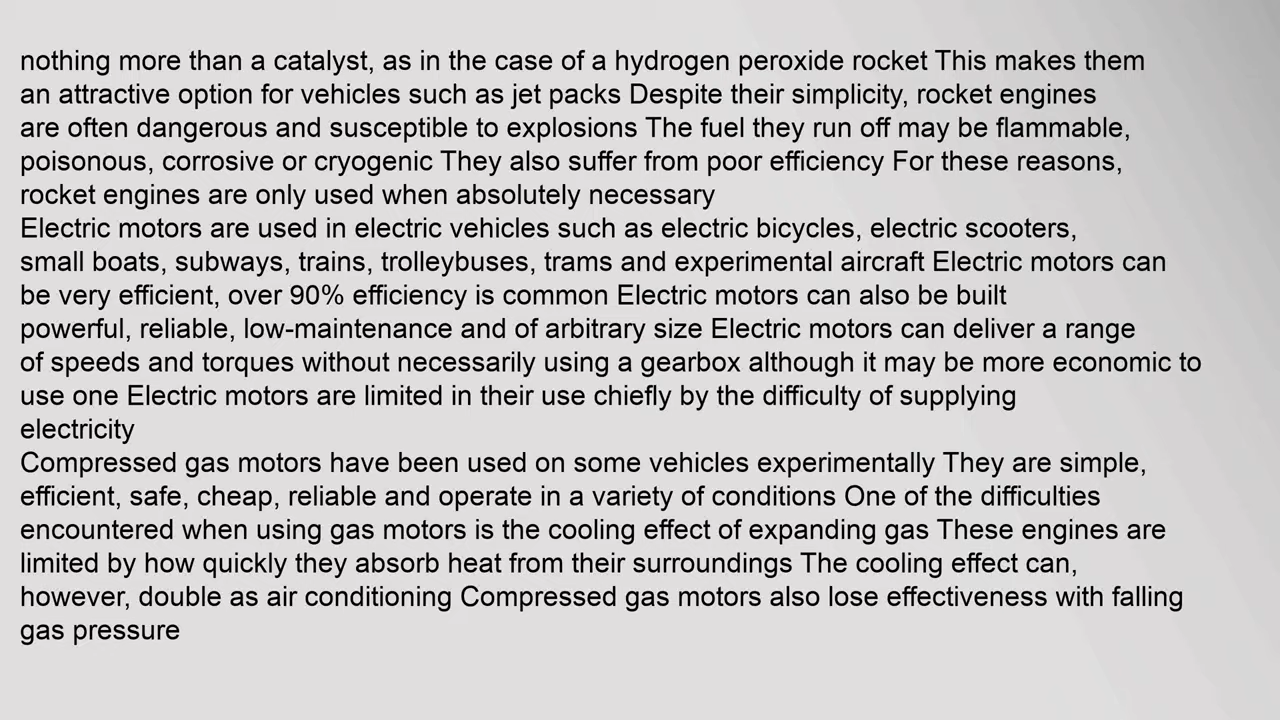 nothing more than a catalyst, as in the case of a hydrogen peroxide rocket This makes them
an attractive option for vehicles such as jet packs Despite their simplicity, rocket engines
are often dangerous and susceptible to explosions The fuel they run off may be flammable,
poisonous, corrosive or cryogenic They also suffer from poor efficiency For these reasons,
rocket engines are only used when absolutely necessary
Electric motors are used in electric vehicles such as electric bicycles, electric scooters,
small boats, subways, trains, trolleybuses, trams and experimental aircraft Electric motors can
be very efficient, over 90% efficiency is common Electric motors can also be built
powerful, reliable, low-maintenance and of arbitrary size Electric motors can deliver a range
of speeds and torques without necessarily using a gearbox although it may be more economic to
use one Electric motors are limited in their use chiefly by the difficulty of supplying
electricity
Compressed gas motors have been used on some vehicles experimentally They are simple,
efficient, safe, cheap, reliable and operate in a variety of conditions One of the difficulties
encountered when using gas motors is the cooling effect of expanding gas These engines are
limited by how quickly they absorb heat from their surroundings The cooling effect can,
however, double as air conditioning Compressed gas motors also lose effectiveness with falling
gas pressure